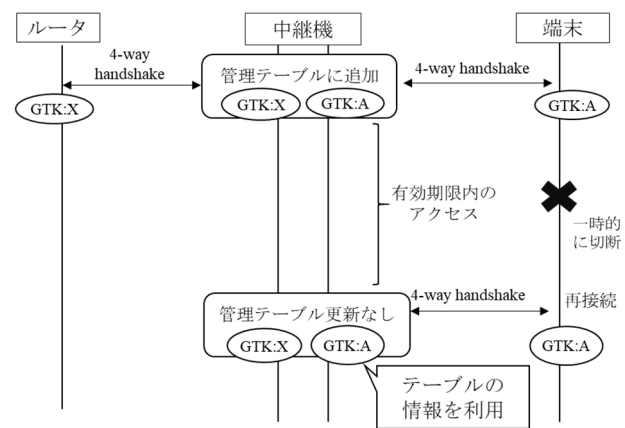 ルータ
中継機
端末
4-way
handshake
管理テーブルに追加
4-way handshake
GTK:X
GTK:X
GTK:A
GTK:A
有効期限内の
アクセス
一時的
に切断
4-way handshake
再接続
管理テーブル更新なし
GTK:X
GTK:A
GTK:A
テーブルの
情報を利用